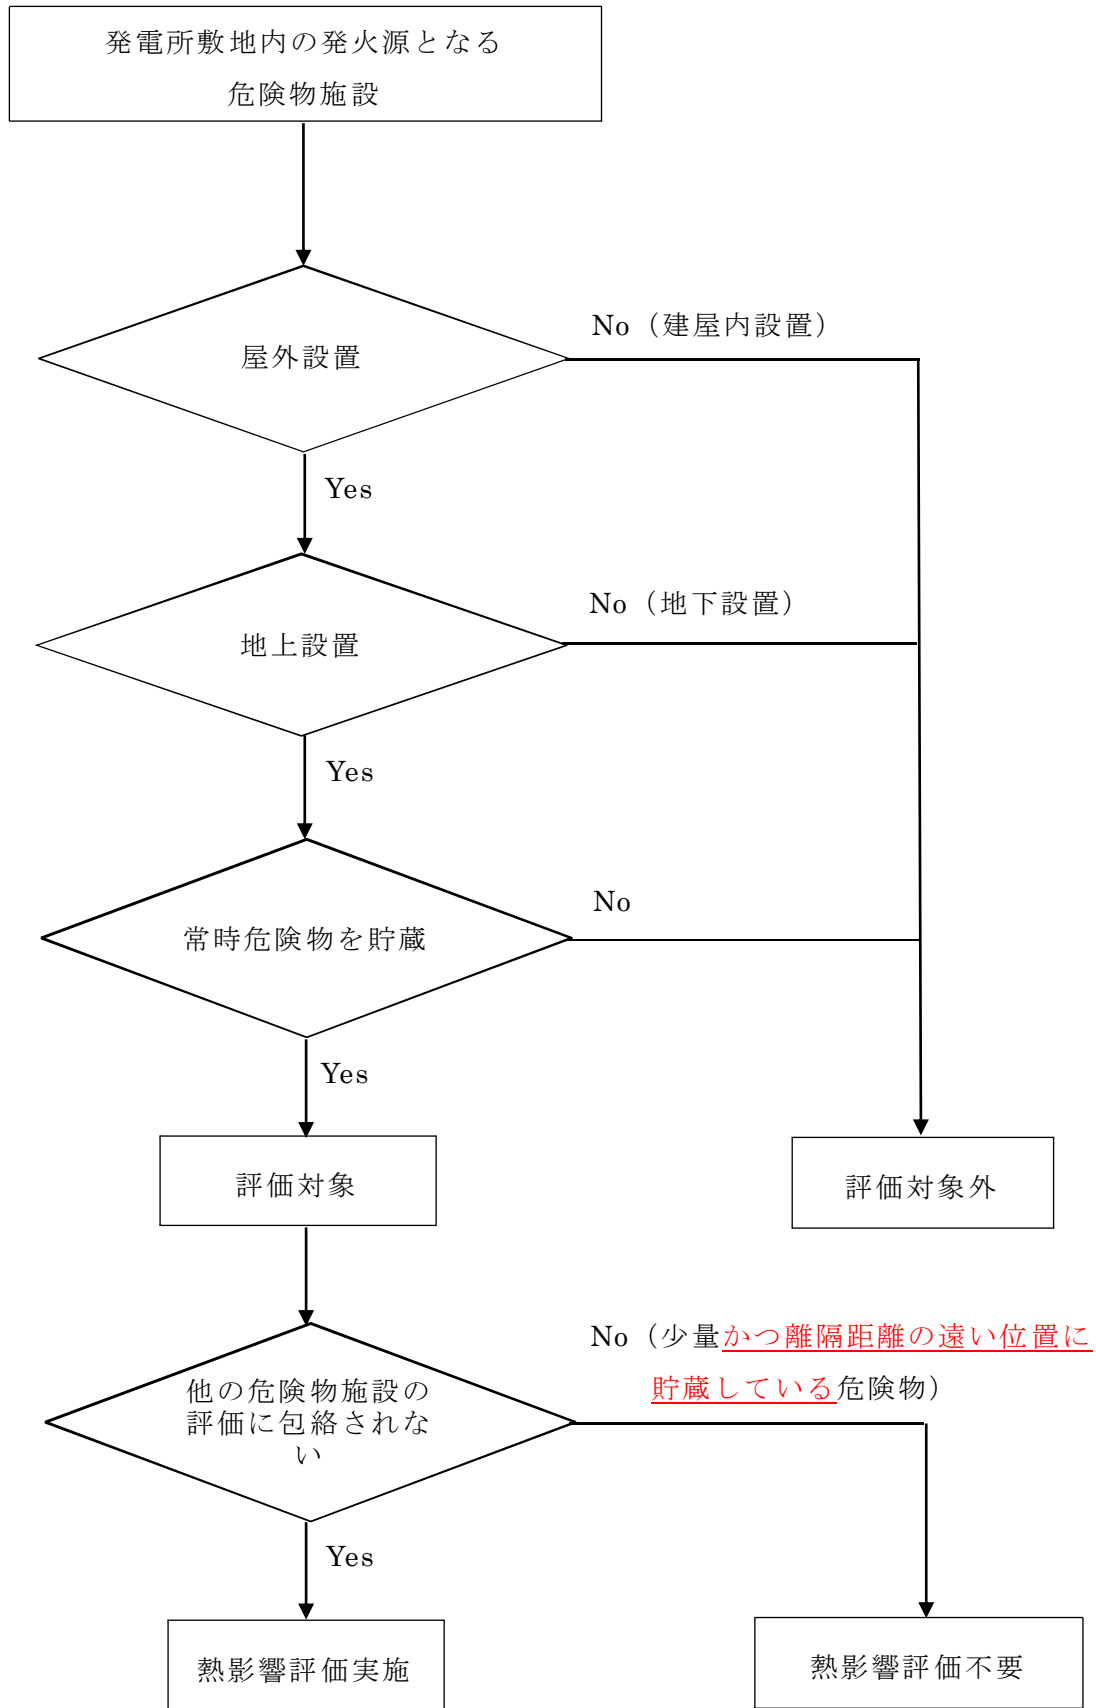 発電所敷地内の発火源となる
危険物施設
No（建屋内設置）
屋外設置
Yes
No（地下設置）
地上設置
Yes
No
常時危険物を貯蔵
Yes
評価対象
評価対象外
No（少量かつ離隔距離の遠い位置に
貯蔵している危険物）
他の危険物施設の
評価に包絡されな
い
Yes
熱影響評価実施
熱影響評価不要